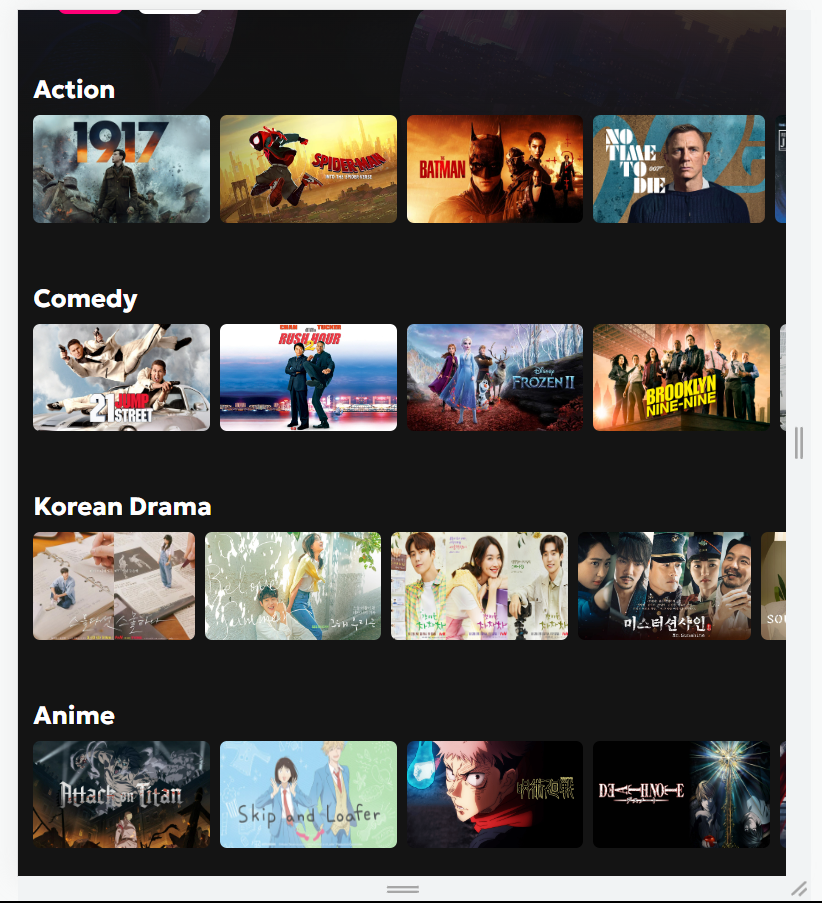 Action
1917
SPIDER-MAN
INTO THE SPIDER-VERSE
THE
BATMAN
NO
TIME
TO
DIE
007
Comedy
21 JUMP
STREET
CHAN TUCKER
RUSH HOUR
2
Disney
FROZEN II
BROOKLYN
NINE-NINE
Korean Drama
스물다섯 스물하나
그해 우리는
갯마을
차차차
미스터 션샤인
Mr. Sunshine
SOU
Anime
Attack on Titan
Skip and Loafer
呪術廻戦
DEATH NOTE